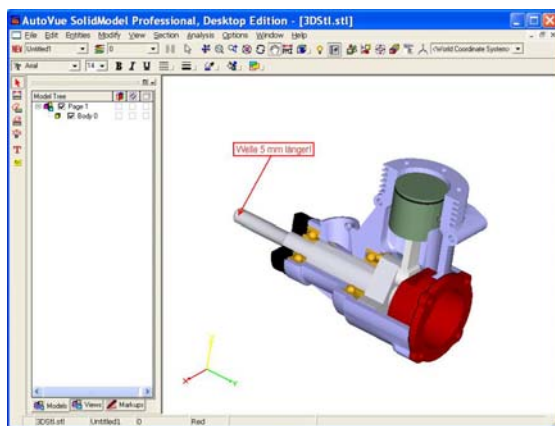 AutoVue SolidModel Professional, Desktop Edition - [3DStl.stl]
File Edit Entities Modify View Section Analysis Options Window Help
Untitled1 0 <World Coordinate System>
Arial 14 B I U
Model Tree
Page 1
Body 0
Welle 5 mm länger!
X Y
Models Views Markups
3DStl.stl Untitled1 0 Red